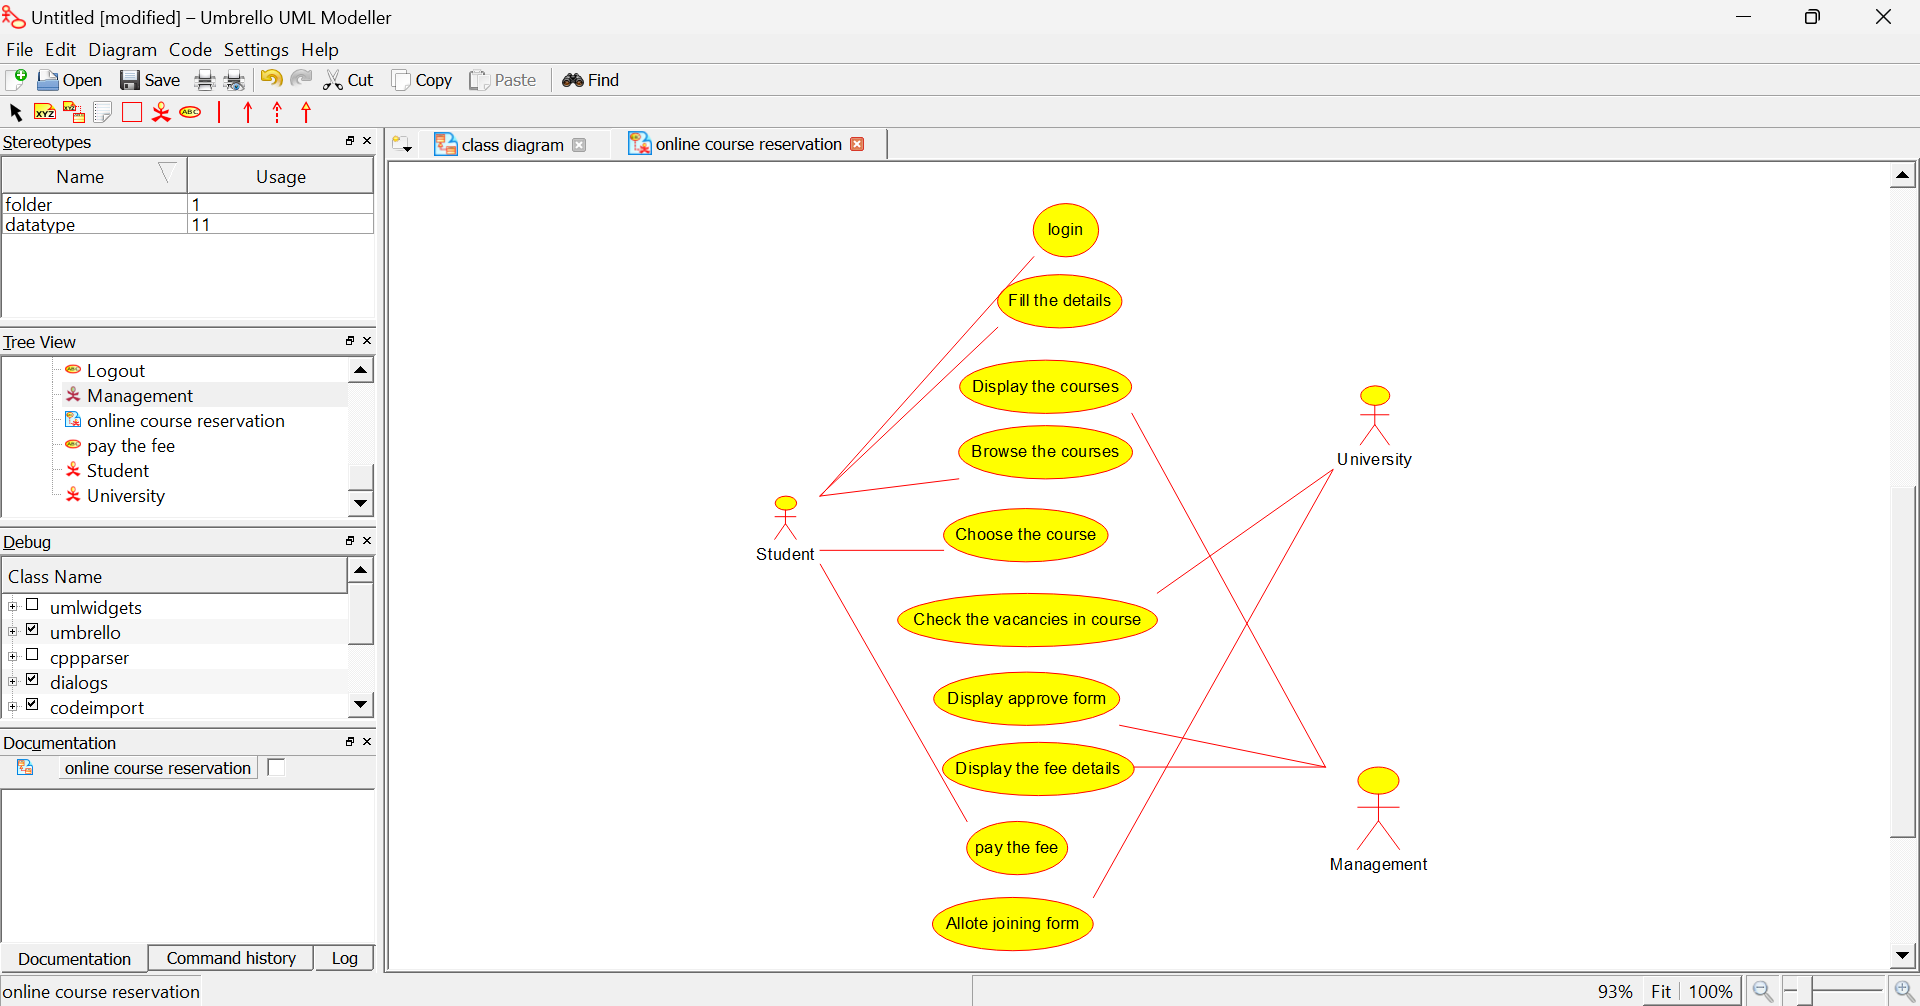 Untitled [modified] – Umbrello UML Modeller
File Edit Diagram Code Settings Help
Open Save Cut Copy Paste Find
XYZ XYZ ABC
Stereotypes
Name Usage
folder 1
datatype 11
Tree View
Logout
Management
online course reservation
pay the fee
Student
University
Debug
Class Name
umlwidgets
umbrello
cppparser
dialogs
codeimport
Documentation
online course reservation
Documentation Command history Log
class diagram online course reservation
login
Fill the details
Display the courses
Browse the courses
University
Student
Choose the course
Check the vacancies in course
Display approve form
Display the fee details
pay the fee
Management
Allote joining form
online course reservation 93% Fit 100%